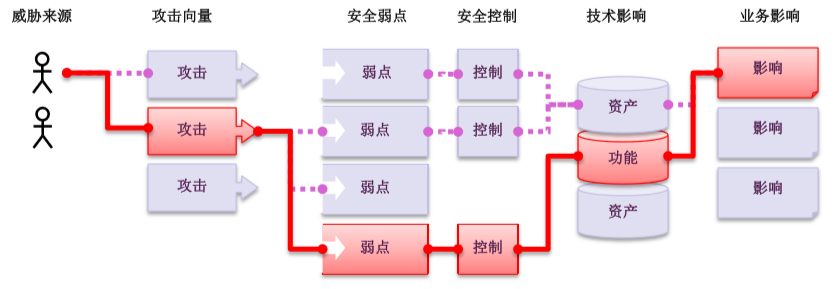 威胁来源 攻击向量 安全弱点 安全控制 技术影响 业务影响
攻击 弱点 控制 影响
资产
攻击 弱点 控制 影响
功能
攻击 弱点 影响
资产
弱点 控制